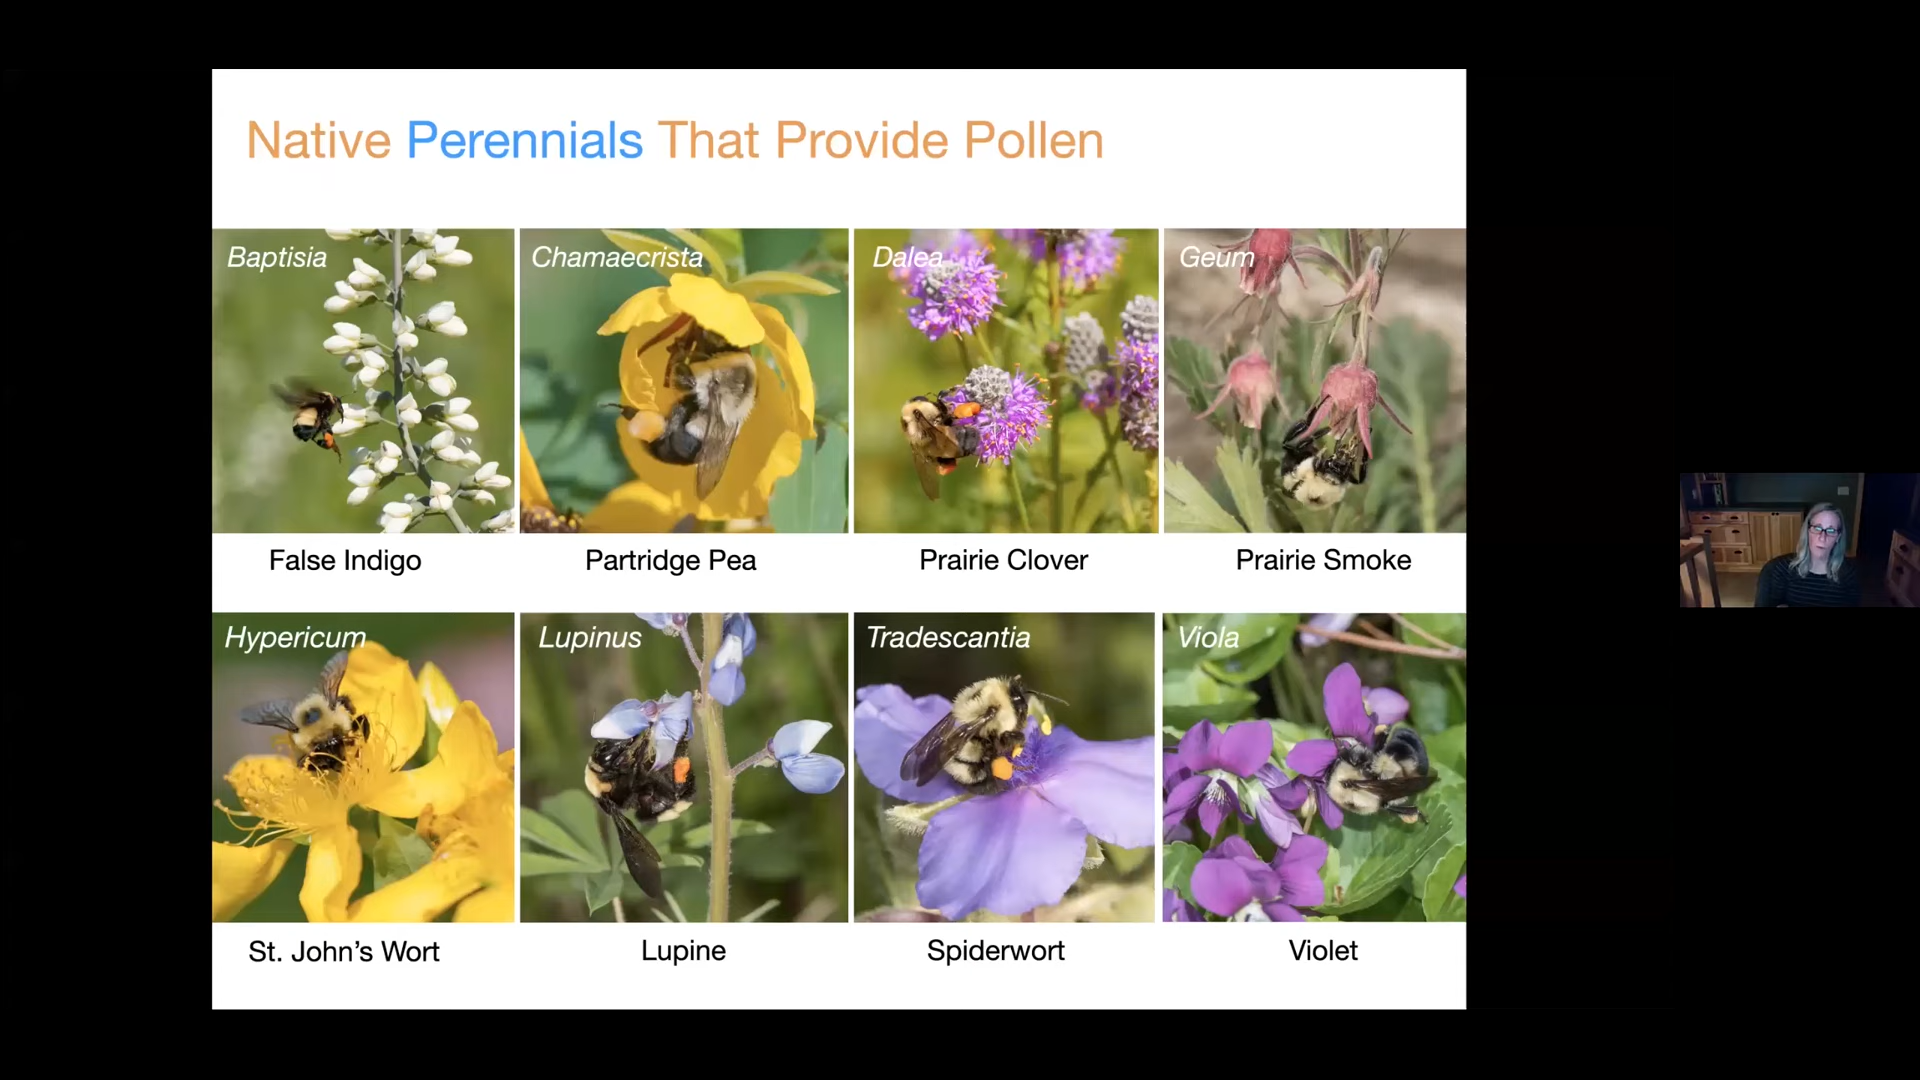 Native Perennials That Provide Pollen
Baptisia
Chamaecrista
Dalea
Geum
False Indigo
Partridge Pea
Prairie Clover
Prairie Smoke
Hypericum
Lupinus
Tradescantia
Viola
St. John’s Wort
Lupine
Spiderwort
Violet